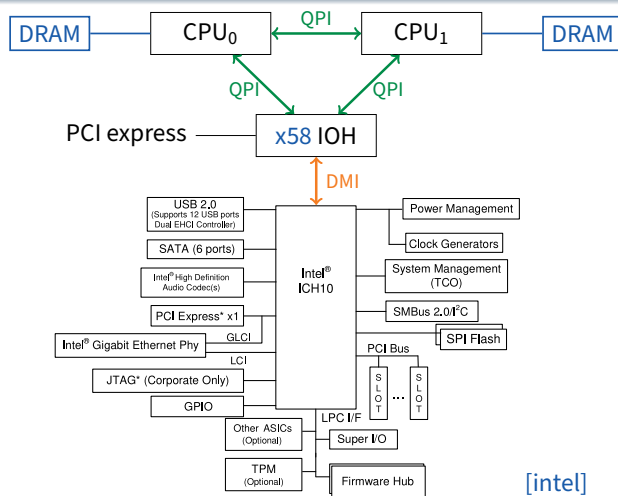 DRAM
CPU0
QPI
CPU1
DRAM
QPI
QPI
PCI express
x58 IOH
DMI
USB 2.0
(Supports 12 USB ports
Dual EHCI Controller)
Power Management
Clock Generators
SATA (6 ports)
Intel®
ICH10
System Management
(TCO)
Intel® High Definition
Audio Codec(s)
PCI Express* x1
SMBus 2.0/I²C
GLCI
SPI Flash
Intel® Gigabit Ethernet Phy
LCI
PCI Bus
JTAG* (Corporate Only)
SLOT
...
SLOT
GPIO
LPC I/F
Other ASICs
(Optional)
Super I/O
TPM
(Optional)
Firmware Hub
[intel]